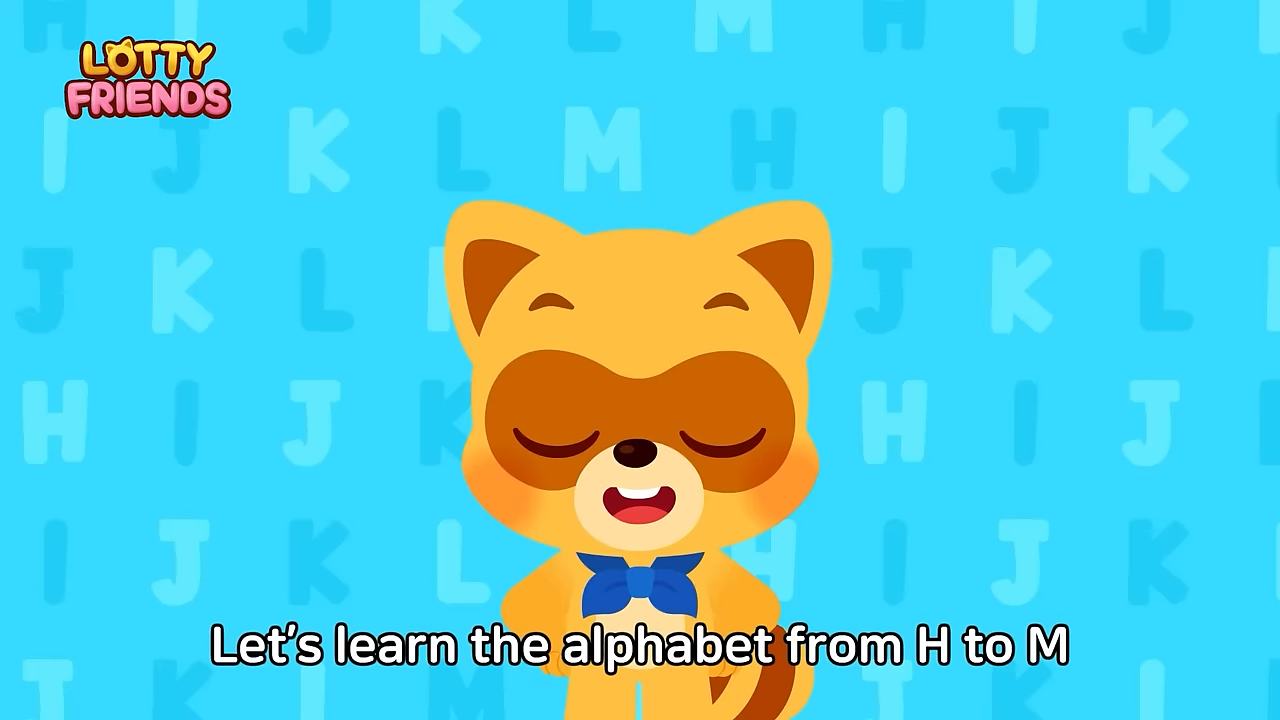 LOTTY
FRIENDS
H I J K L M H I J
I J K L M H I J K
J K L J K L
H I J K H I J
I J K L H I J K
I J K M I J I
Let's learn the alphabet from H to M